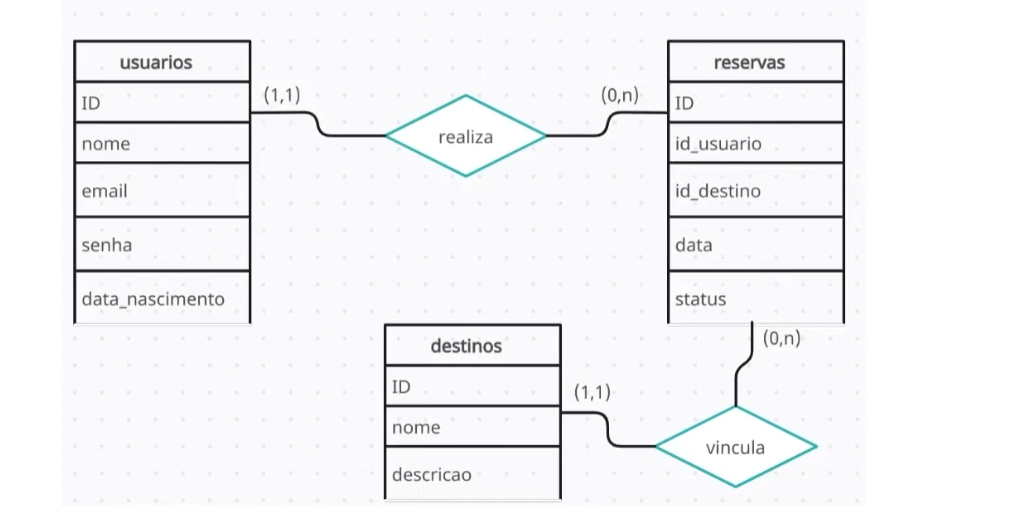 usuarios
ID
nome
email
senha
data_nascimento
(1,1)
realiza
(0,n)
reservas
ID
id_usuario
id_destino
data
status
(0,n)
destinos
ID
nome
descricao
(1,1)
vincula